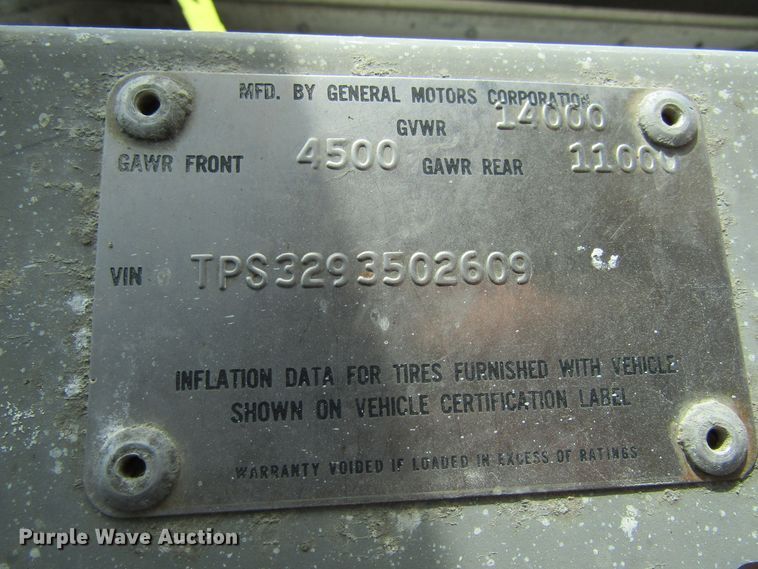 MFD. BY GENERAL MOTORS CORPORATION
GVWR 14000
GAWR FRONT 4500 GAWR REAR 11000
VIN TPS3293502609
INFLATION DATA FOR TIRES FURNISHED WITH VEHICLE
SHOWN ON VEHICLE CERTIFICATION LABEL
WARRANTY VOIDED IF LOADED IN EXCESS OF RATINGS
Purple Wave Auction